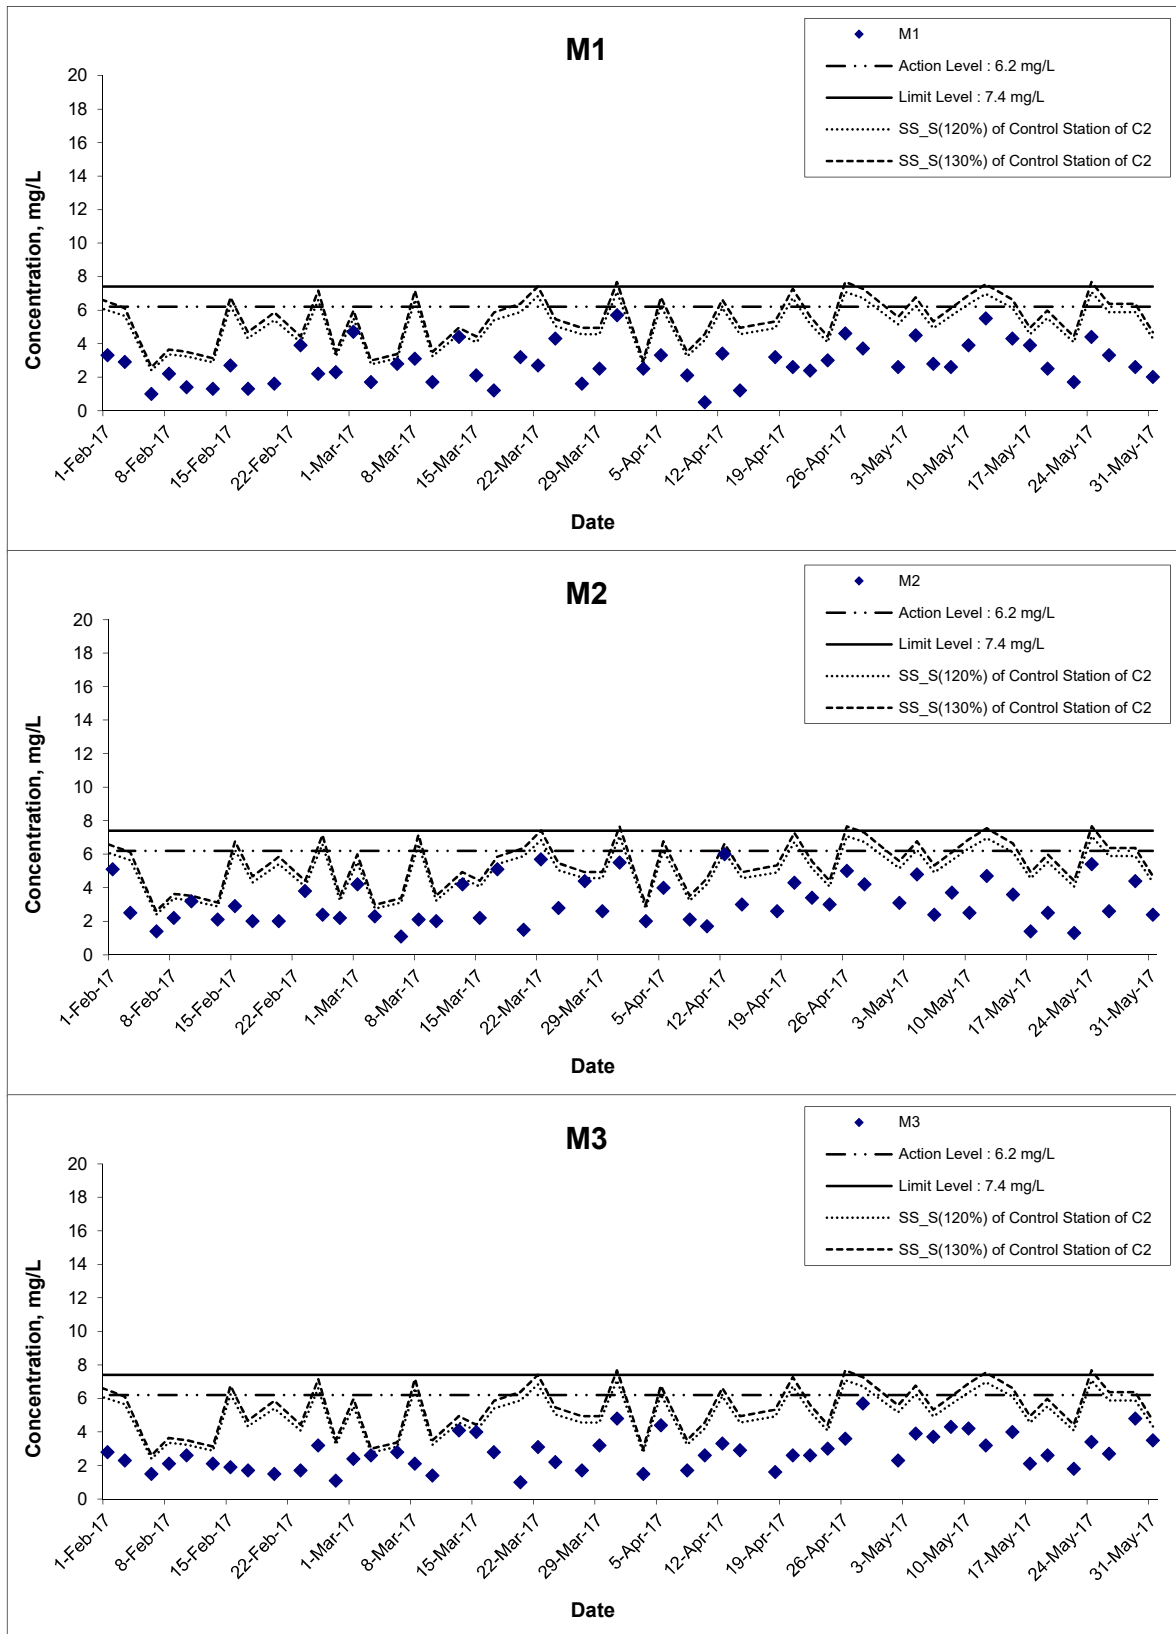 M1
M1
Action Level : 6.2 mg/L
Limit Level : 7.4 mg/L
SS_S(120%) of Control Station of C2
SS_S(130%) of Control Station of C2
Concentration, mg/L
20
18
16
14
12
10
8
6
4
2
0
1-Feb-17
8-Feb-17
15-Feb-17
22-Feb-17
1-Mar-17
8-Mar-17
15-Mar-17
22-Mar-17
29-Mar-17
5-Apr-17
12-Apr-17
19-Apr-17
26-Apr-17
3-May-17
10-May-17
17-May-17
24-May-17
31-May-17
Date
M2
M2
Action Level : 6.2 mg/L
Limit Level : 7.4 mg/L
SS_S(120%) of Control Station of C2
SS_S(130%) of Control Station of C2
Concentration, mg/L
20
18
16
14
12
10
8
6
4
2
0
1-Feb-17
8-Feb-17
15-Feb-17
22-Feb-17
1-Mar-17
8-Mar-17
15-Mar-17
22-Mar-17
29-Mar-17
5-Apr-17
12-Apr-17
19-Apr-17
26-Apr-17
3-May-17
10-May-17
17-May-17
24-May-17
31-May-17
Date
M3
M3
Action Level : 6.2 mg/L
Limit Level : 7.4 mg/L
SS_S(120%) of Control Station of C2
SS_S(130%) of Control Station of C2
Concentration, mg/L
20
18
16
14
12
10
8
6
4
2
0
1-Feb-17
8-Feb-17
15-Feb-17
22-Feb-17
1-Mar-17
8-Mar-17
15-Mar-17
22-Mar-17
29-Mar-17
5-Apr-17
12-Apr-17
19-Apr-17
26-Apr-17
3-May-17
10-May-17
17-May-17
24-May-17
31-May-17
Date